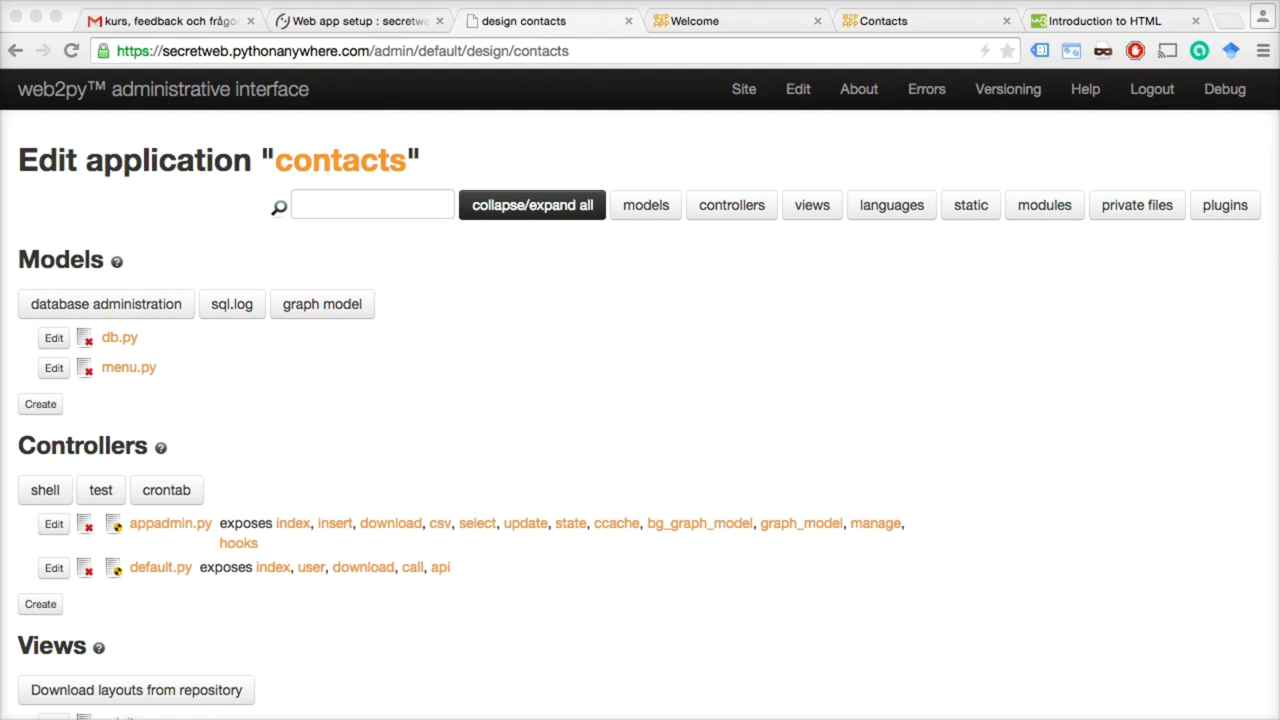 kurs, feedback och frågo
Web app setup : secretwe
design contacts
Welcome
Contacts
Introduction to HTML
https://secretweb.pythonanywhere.com/admin/default/design/contacts
web2py™ administrative interface
Site
Edit
About
Errors
Versioning
Help
Logout
Debug
Edit application "contacts"
collapse/expand all
models
controllers
views
languages
static
modules
private files
plugins
Models
database administration
sql.log
graph model
Edit db.py
Edit menu.py
Create
Controllers
shell
test
crontab
Edit appadmin.py exposes index, insert, download, csv, select, update, state, ccache, bg_graph_model, graph_model, manage,
hooks
Edit default.py exposes index, user, download, call, api
Create
Views
Download layouts from repository